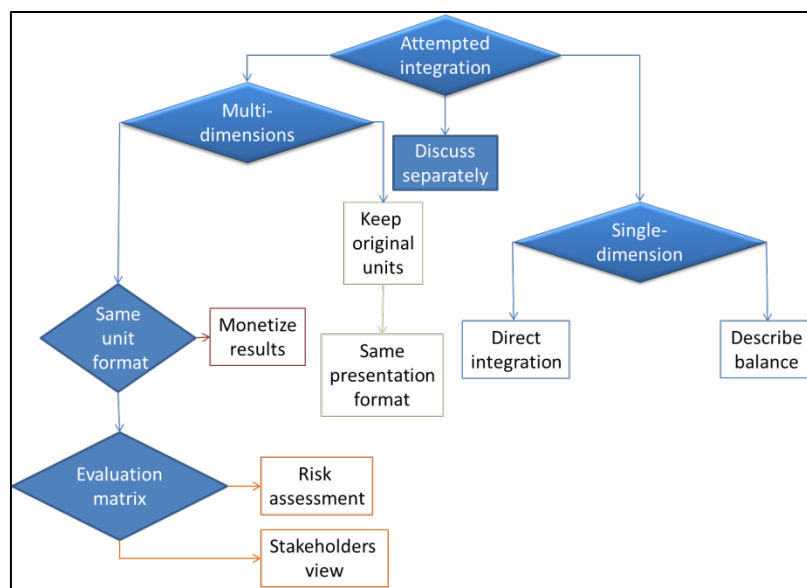 Attempted
integration
Multi-
dimensions
Discuss
separately
Keep
original
units
Single-
dimension
Same
unit
format
Monetize
results
Same
presentation
format
Direct
integration
Describe
balance
Evaluation
matrix
Risk
assessment
Stakeholders
view